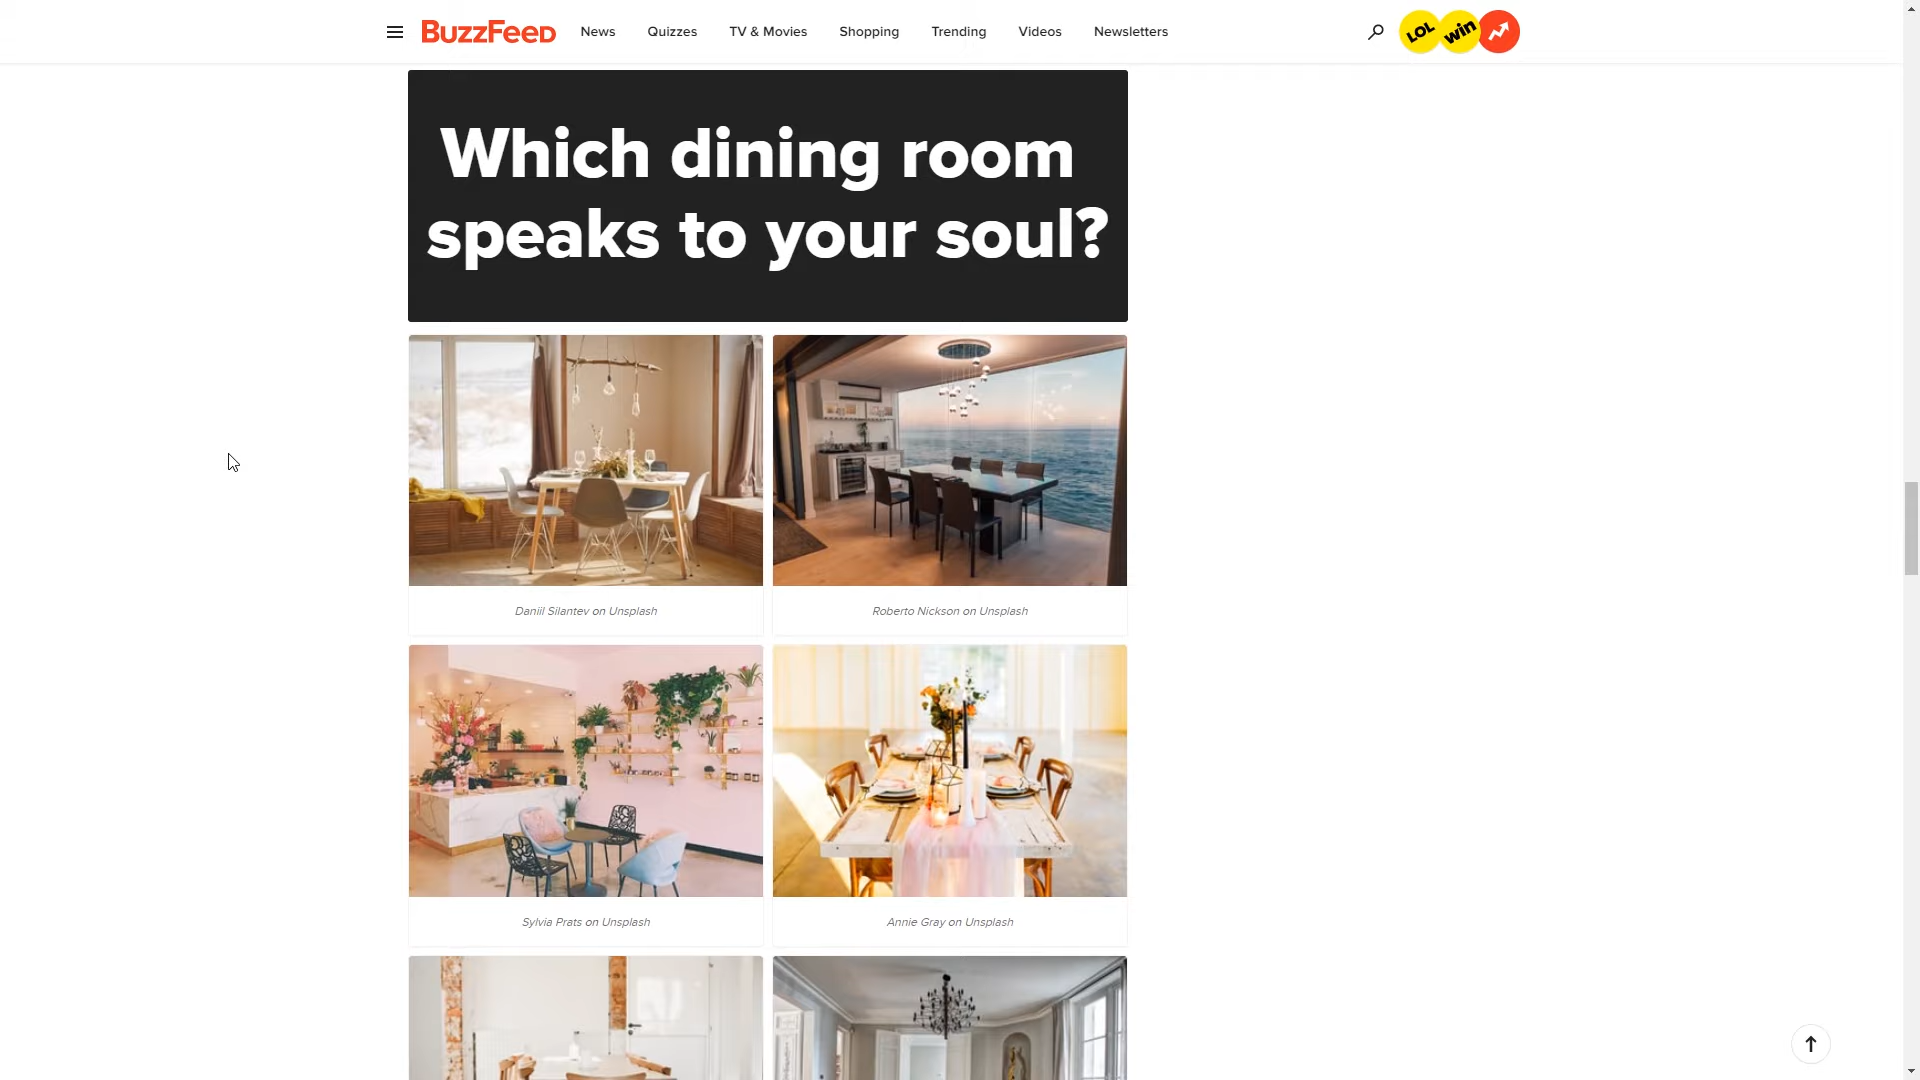 BuzzFeed
News
Quizzes
TV & Movies
Shopping
Trending
Videos
Newsletters
LOL
win
Which dining room
speaks to your soul?
Daniil Silantev on Unsplash
Roberto Nickson on Unsplash
Sylvia Prats on Unsplash
Annie Gray on Unsplash